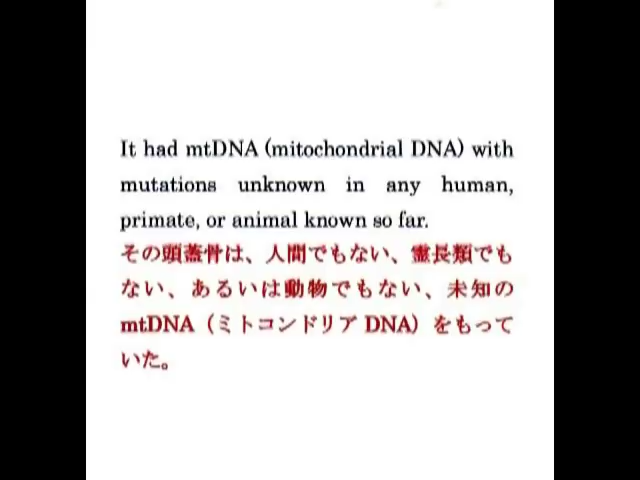 It had mtDNA (mitochondrial DNA) with
mutations unknown in any human,
primate, or animal known so far.
その頭蓋骨は、人間でもない、霊長類でも
ない、あるいは動物でもない、未知の
mtDNA（ミトコンドリア DNA）をもって
いた。